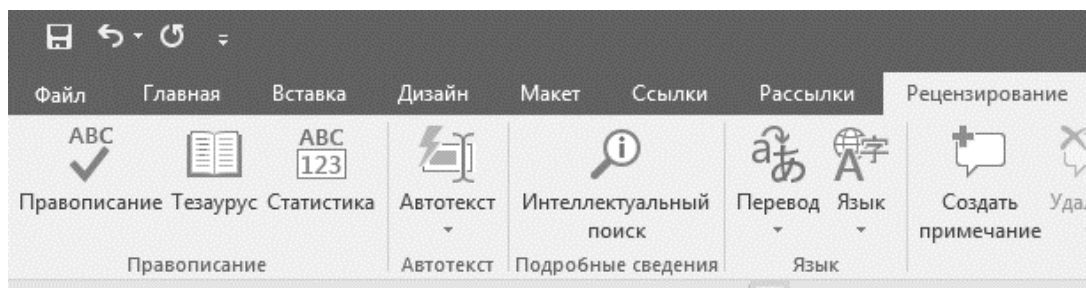 Файл Главная Вставка Дизайн Макет Ссылки Рассылки Рецензирование
ABC ABC
123
Правописание Тезаурус Статистика Автотекст Интеллектуальный Перевод Язык Создать
поиск примечание
Правописание Автотекст Подробные сведения Язык